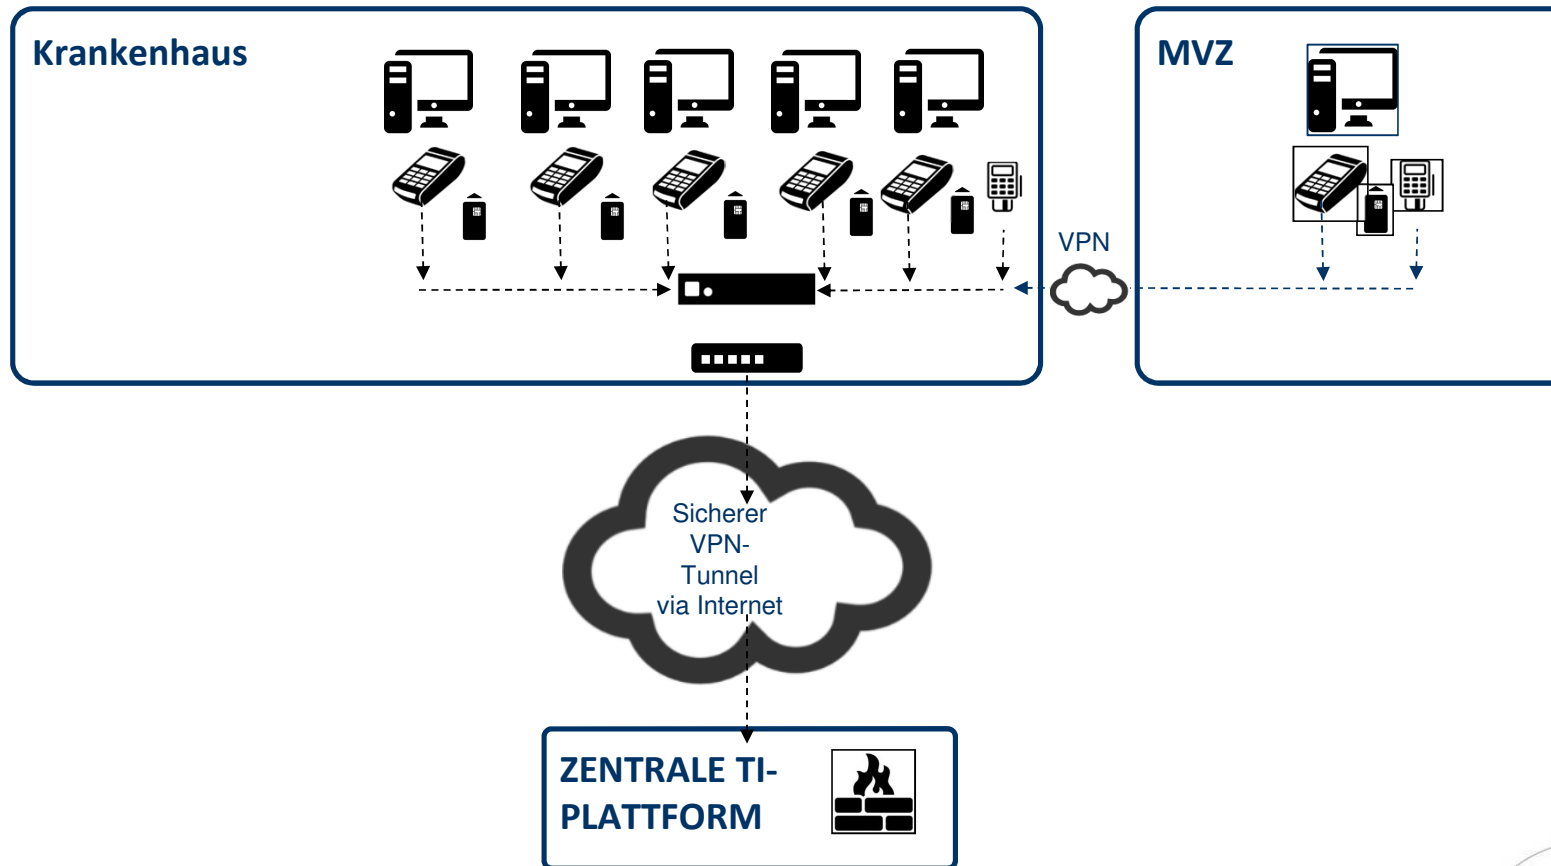 Krankenhaus
MVZ
VPN
Sicherer
VPN-
Tunnel
via Internet
ZENTRALE TI-
PLATTFORM